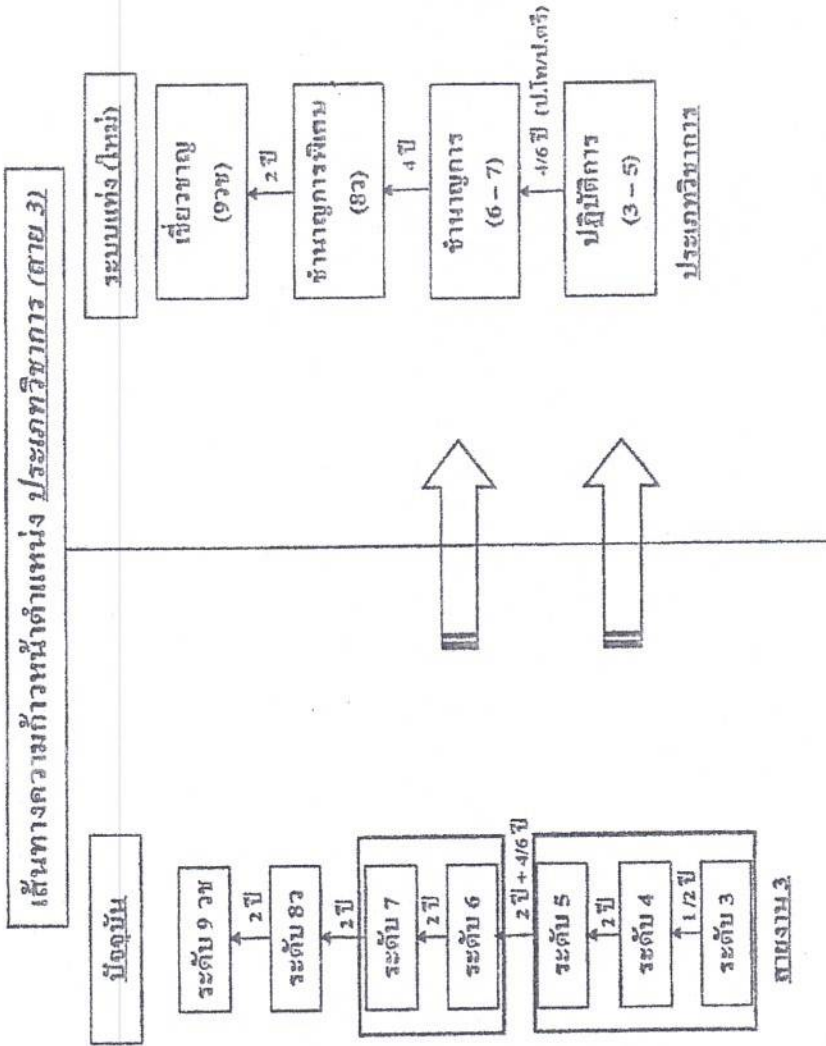 เส้นทางความก้าวหน้าตำแหน่ง ประเภทวิชาการ (สาย 3)
ปัจจุบัน
ระดับ 9 วช
2 ปี
ระดับ 8ว
2 ปี
ระดับ 7
2 ปี
ระดับ 6
2 ปี + 4/6 ปี
ระดับ 5
2 ปี
ระดับ 4
1/2 ปี
ระดับ 3
สายงาน 3
ระบบแท่ง (ใหม่)
เชี่ยวชาญ
(9วช)
2 ปี
ชำนาญการพิเศษ
(8ว)
4 ปี
ชำนาญการ
(6 – 7)
4/6 ปี (ป.โท/ป.ตรี)
ปฏิบัติการ
(3 – 5)
ประเภทวิชาการ